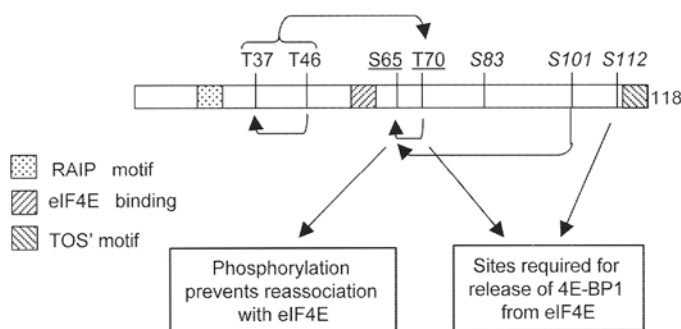 T37 T46 S65 T70 S83 S101 S112
118
RAIP motif
eIF4E binding
TOS' motif
Phosphorylation
prevents reassociation
with eIF4E
Sites required for
release of 4E-BP1
from eIF4E